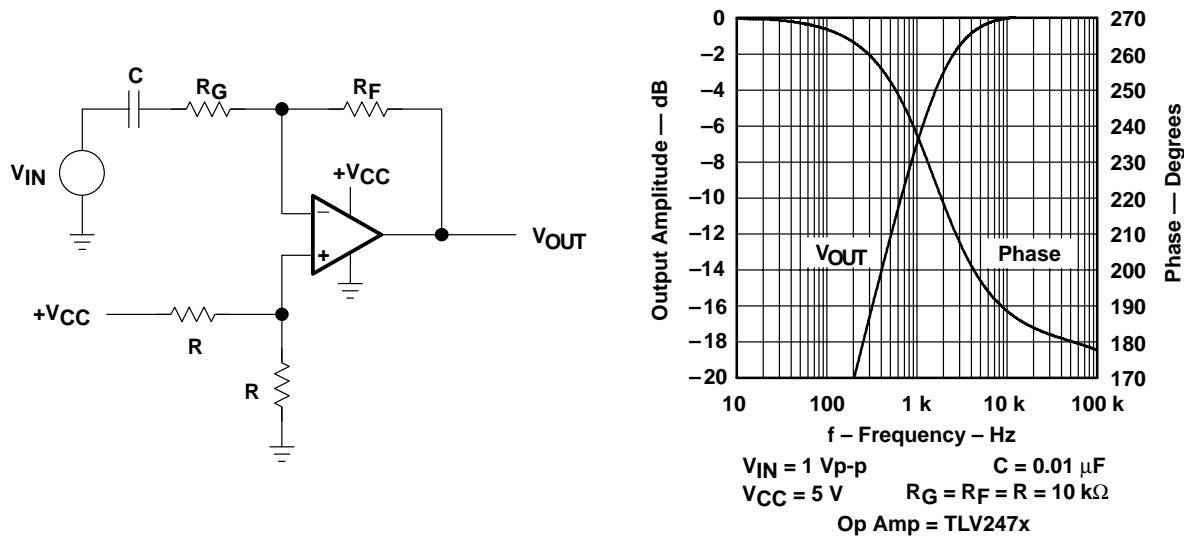 C
RG
RF
VIN
+VCC
−
+
VOUT
+VCC
R
R
Output Amplitude — dB
0
−2
−4
−6
−8
−10
−12
−14
−16
−18
−20
270
260
250
240
230
220
210
200
190
180
170
Phase — Degrees
VOUT
Phase
10
100
1 k
10 k
100 k
f – Frequency – Hz
VIN = 1 Vp-p
C = 0.01 μF
VCC = 5 V
RG = RF = R = 10 kΩ
Op Amp = TLV247x